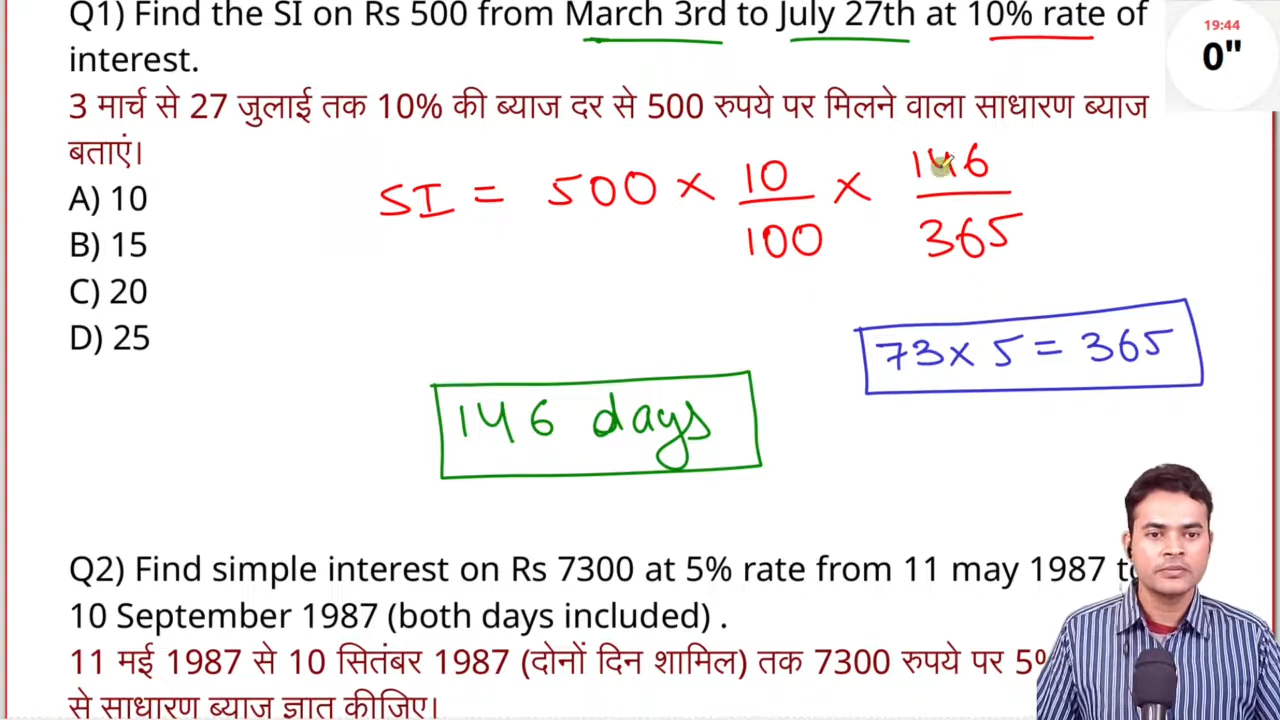 Q1) Find the SI on Rs 500 from March 3rd to July 27th at 10% rate of
interest.
19:44
0"
3 मार्च से 27 जुलाई तक 10% की ब्याज दर से 500 रुपये पर मिलने वाला साधारण ब्याज
बताएं।
A) 10
B) 15
C) 20
D) 25
SI = 500 × 10/100 × 146/365
73 × 5 = 365
146 days
Q2) Find simple interest on Rs 7300 at 5% rate from 11 may 1987
10 September 1987 (both days included) .
11 मई 1987 से 10 सितंबर 1987 (दोनों दिन शामिल) तक 7300 रुपये पर
से साधारण ब्याज ज्ञात कीजिए।